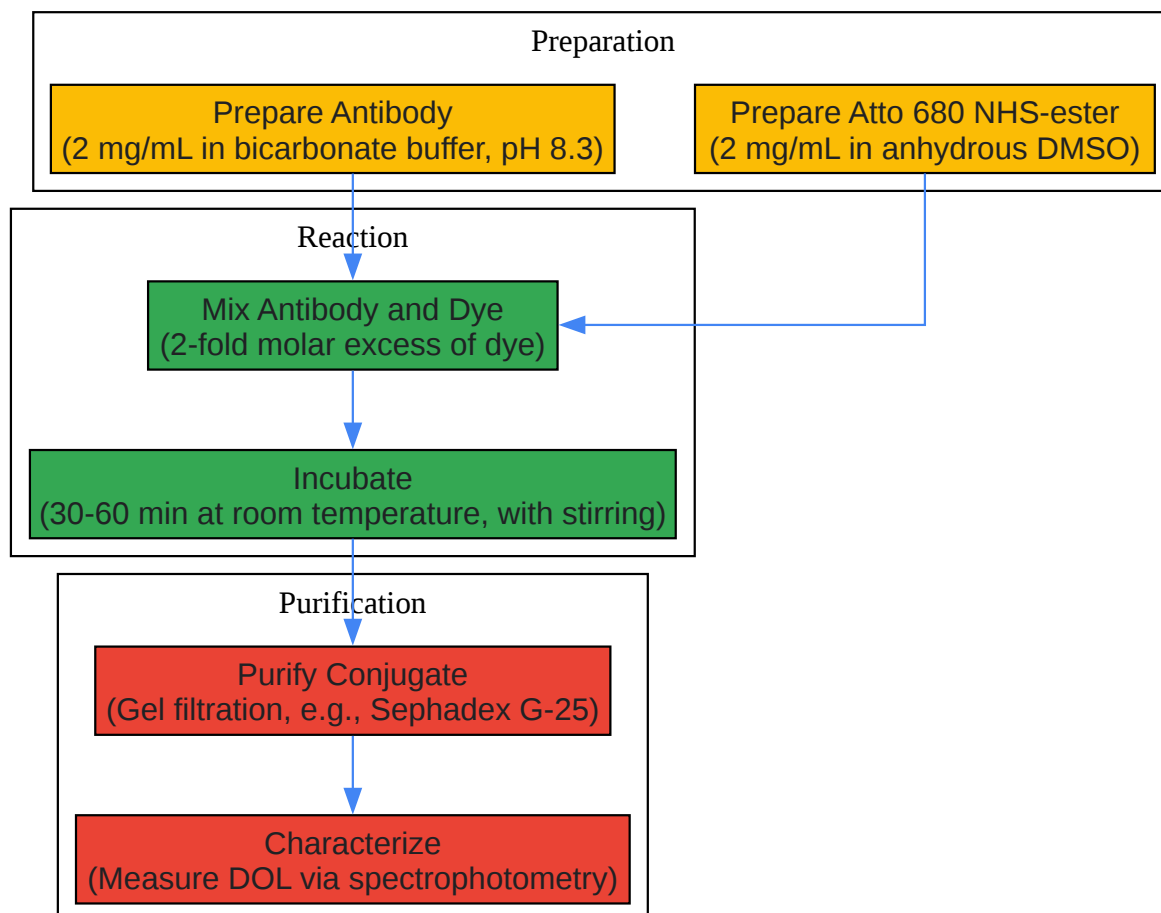 Preparation
Prepare Antibody
(2 mg/mL in bicarbonate buffer, pH 8.3)
Prepare Atto 680 NHS-ester
(2 mg/mL in anhydrous DMSO)
Reaction
Mix Antibody and Dye
(2-fold molar excess of dye)
Incubate
(30-60 min at room temperature, with stirring)
Purification
Purify Conjugate
(Gel filtration, e.g., Sephadex G-25)
Characterize
(Measure DOL via spectrophotometry)